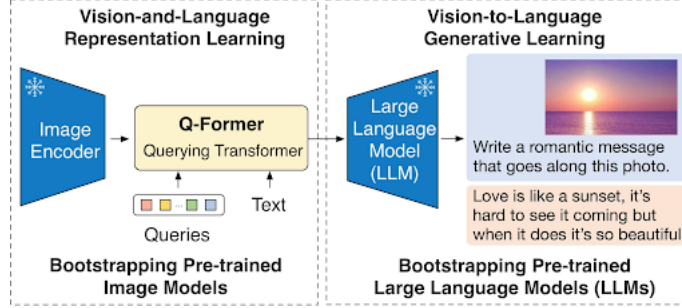 Vision-and-Language
Representation Learning
Image
Encoder
Q-Former
Querying Transformer
Queries
Text
Bootstrapping Pre-trained
Image Models
Vision-to-Language
Generative Learning
Large
Language
Model
(LLM)
Write a romantic message
that goes along this photo.
Love is like a sunset, it's
hard to see it coming but
when it does it's so beautiful
Bootstrapping Pre-trained
Large Language Models (LLMs)